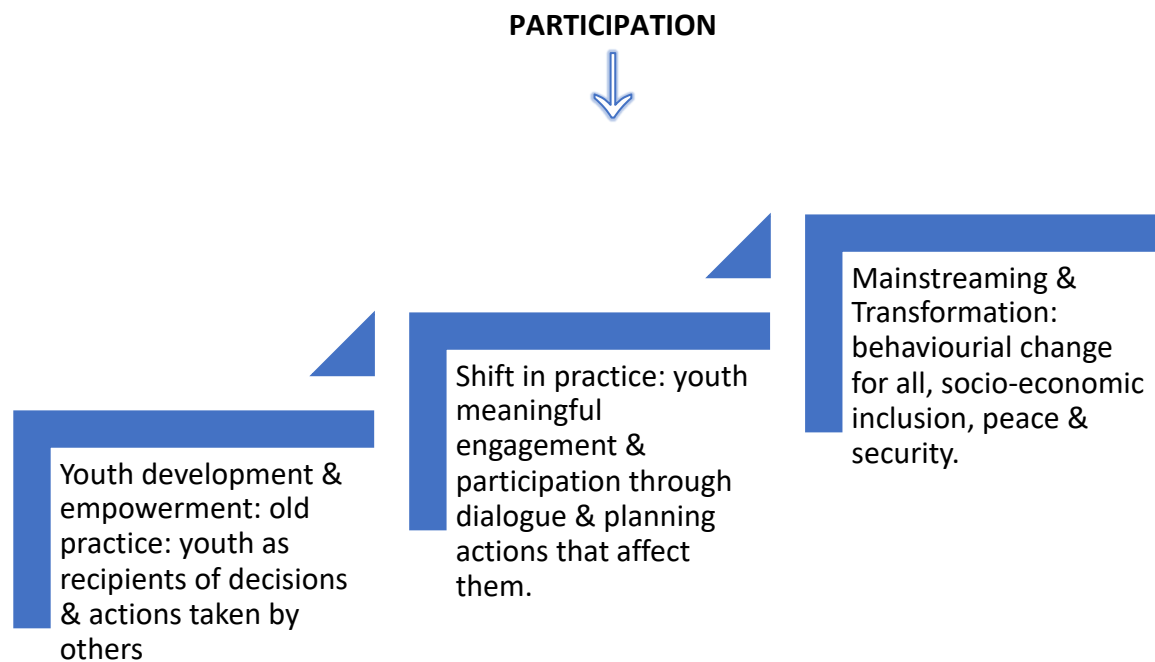 PARTICIPATION
Youth development &
empowerment: old
practice: youth as
recipients of decisions
& actions taken by
others
Shift in practice: youth
meaningful
engagement &
participation through
dialogue & planning
actions that affect
them.
Mainstreaming &
Transformation:
behaviourial change
for all, socio-economic
inclusion, peace &
security.